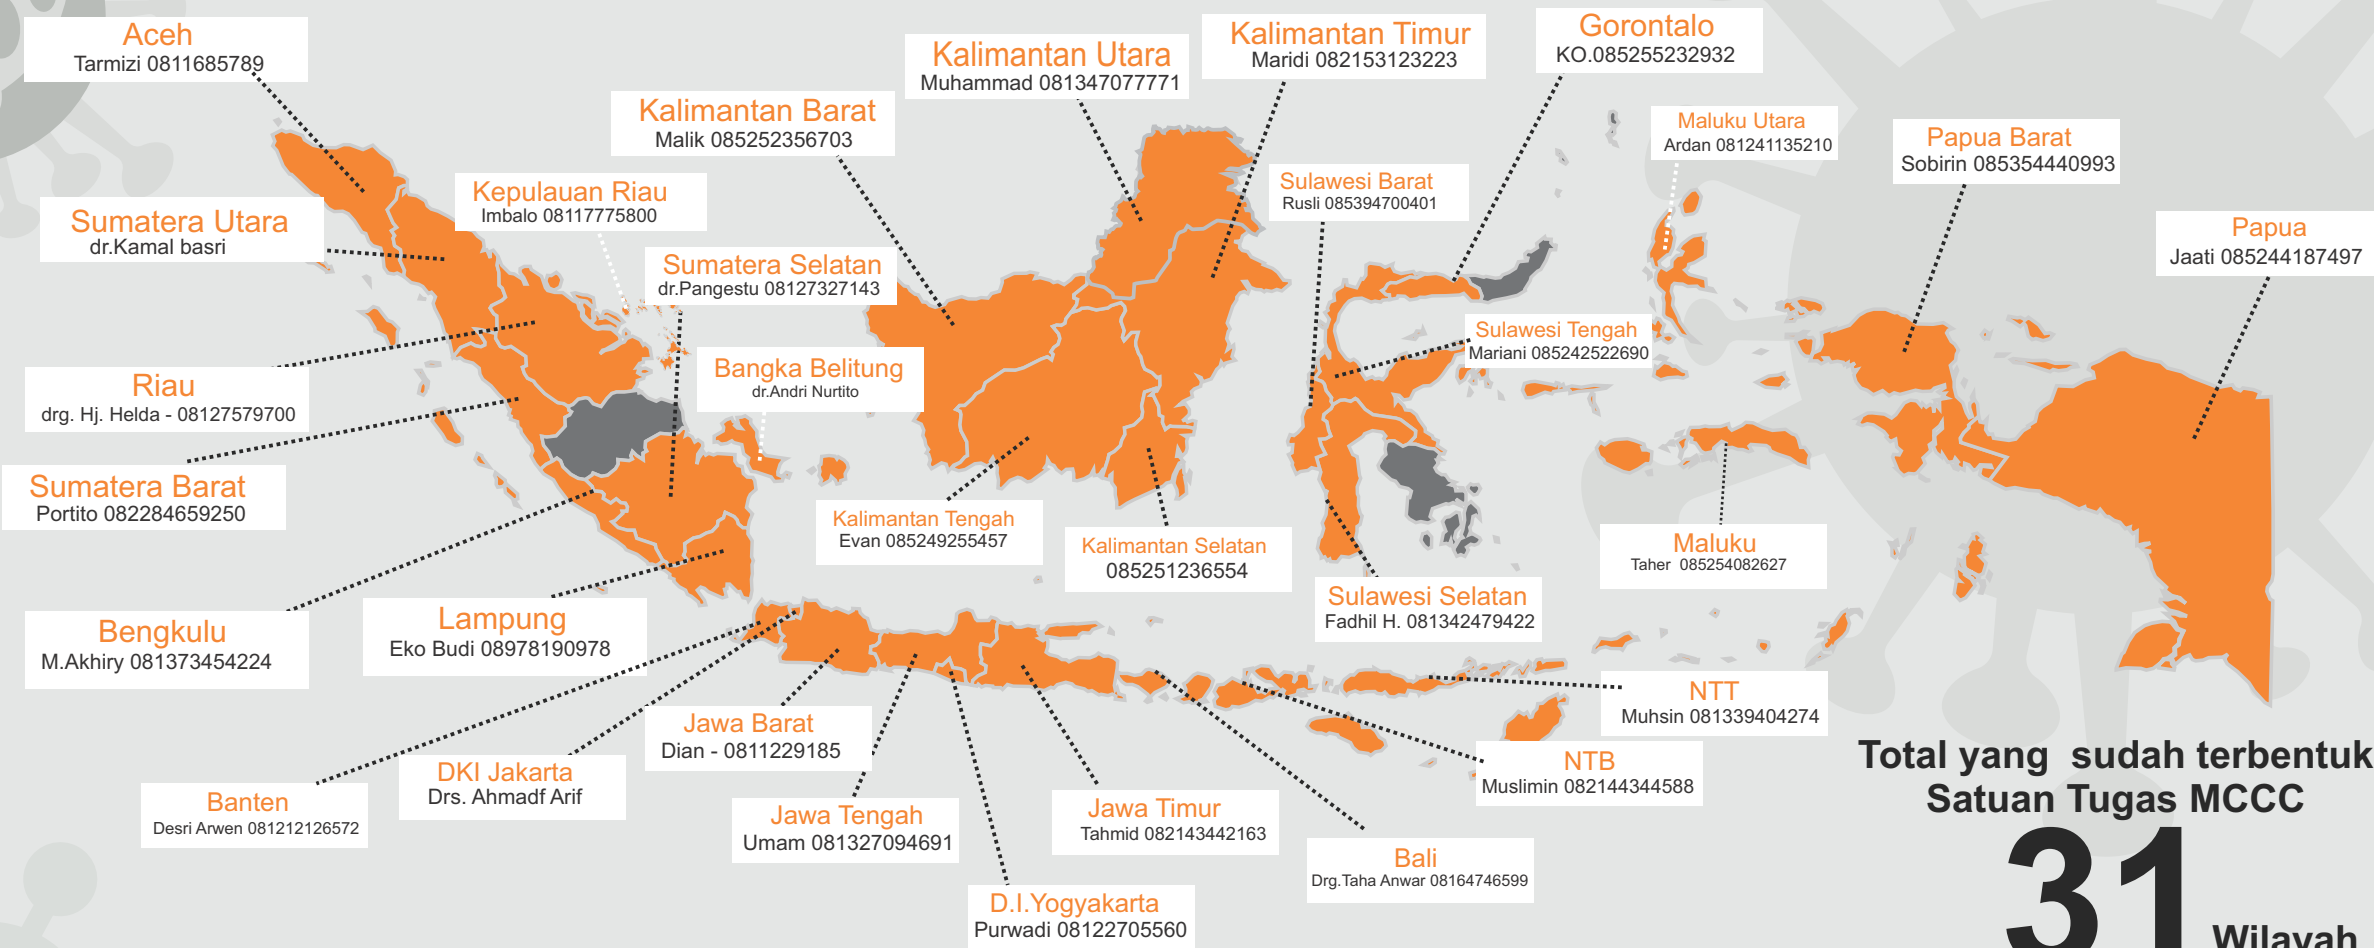 Aceh
Tarmizi 0811685789
Sumatera Utara
dr.Kamal basri
Kepulauan Riau
Imbalo 08117775800
Kalimantan Barat
Malik 085252356703
Kalimantan Utara
Muhammad 081347077771
Kalimantan Timur
Maridi 082153123223
Gorontalo
KO.085255232932
Maluku Utara
Ardan 081241135210
Papua Barat
Sobirin 085354440993
Papua
Jaati 085244187497
Sulawesi Barat
Rusli 085394700401
Sumatera Selatan
dr.Pangestu 08127327143
Sulawesi Tengah
Mariani 085242522690
Bangka Belitung
dr.Andri Nurtito
Riau
drg. Hj. Helda - 08127579700
Sumatera Barat
Portito 082284659250
Kalimantan Tengah
Evan 085249255457
Kalimantan Selatan
085251236554
Maluku
Taher 085254082627
Sulawesi Selatan
Fadhil H. 081342479422
Bengkulu
M.Akhiry 081373454224
Lampung
Eko Budi 08978190978
NTT
Muhsin 081339404274
Jawa Barat
Dian - 0811229185
NTB
Muslimin 082144344588
DKI Jakarta
Drs. Ahmadf Arif
Banten
Desri Arwen 081212126572
Jawa Tengah
Umam 081327094691
Jawa Timur
Tahmid 082143442163
Bali
Drg.Taha Anwar 08164746599
D.I.Yogyakarta
Purwadi 08122705560
Total yang sudah terbentuk
Satuan Tugas MCCC
31 Wilayah